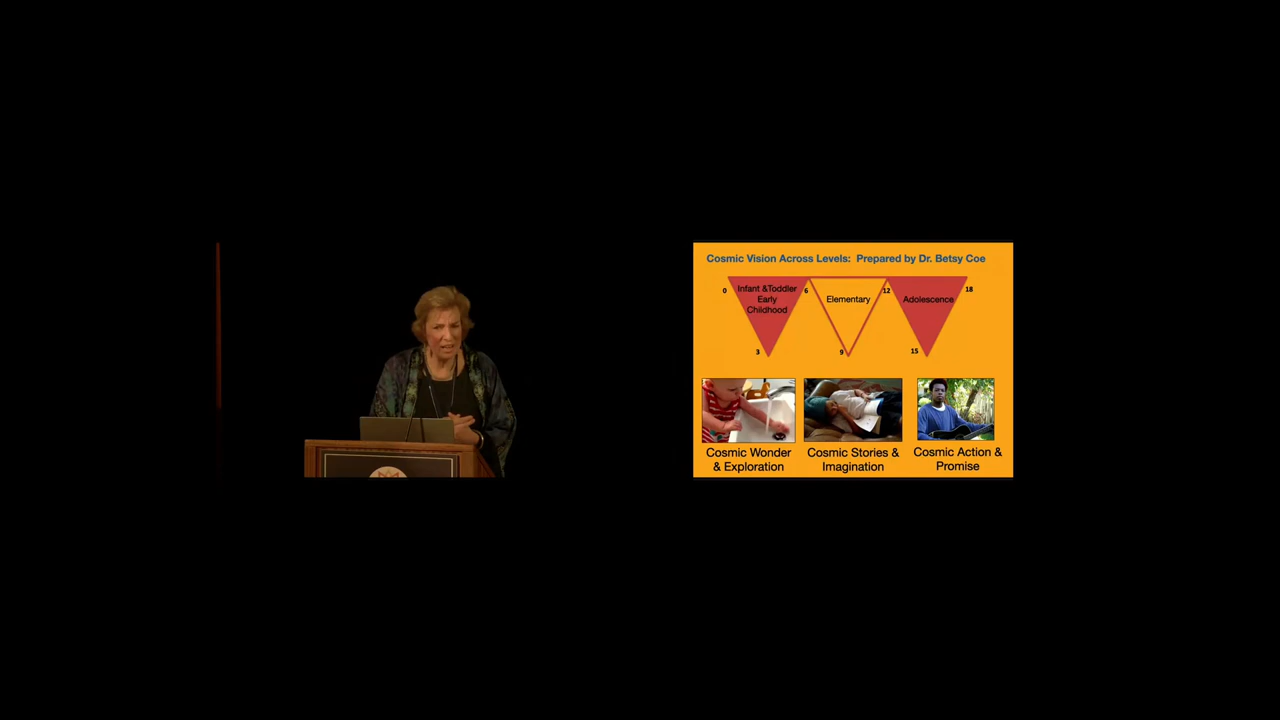 Cosmic Vision Across Levels:  Prepared by Dr. Betsy Coe
0
Infant &Toddler
Early
Childhood
6
Elementary
12
Adolescence
18
3
9
15
Cosmic Wonder
& Exploration
Cosmic Stories &
Imagination
Cosmic Action &
Promise